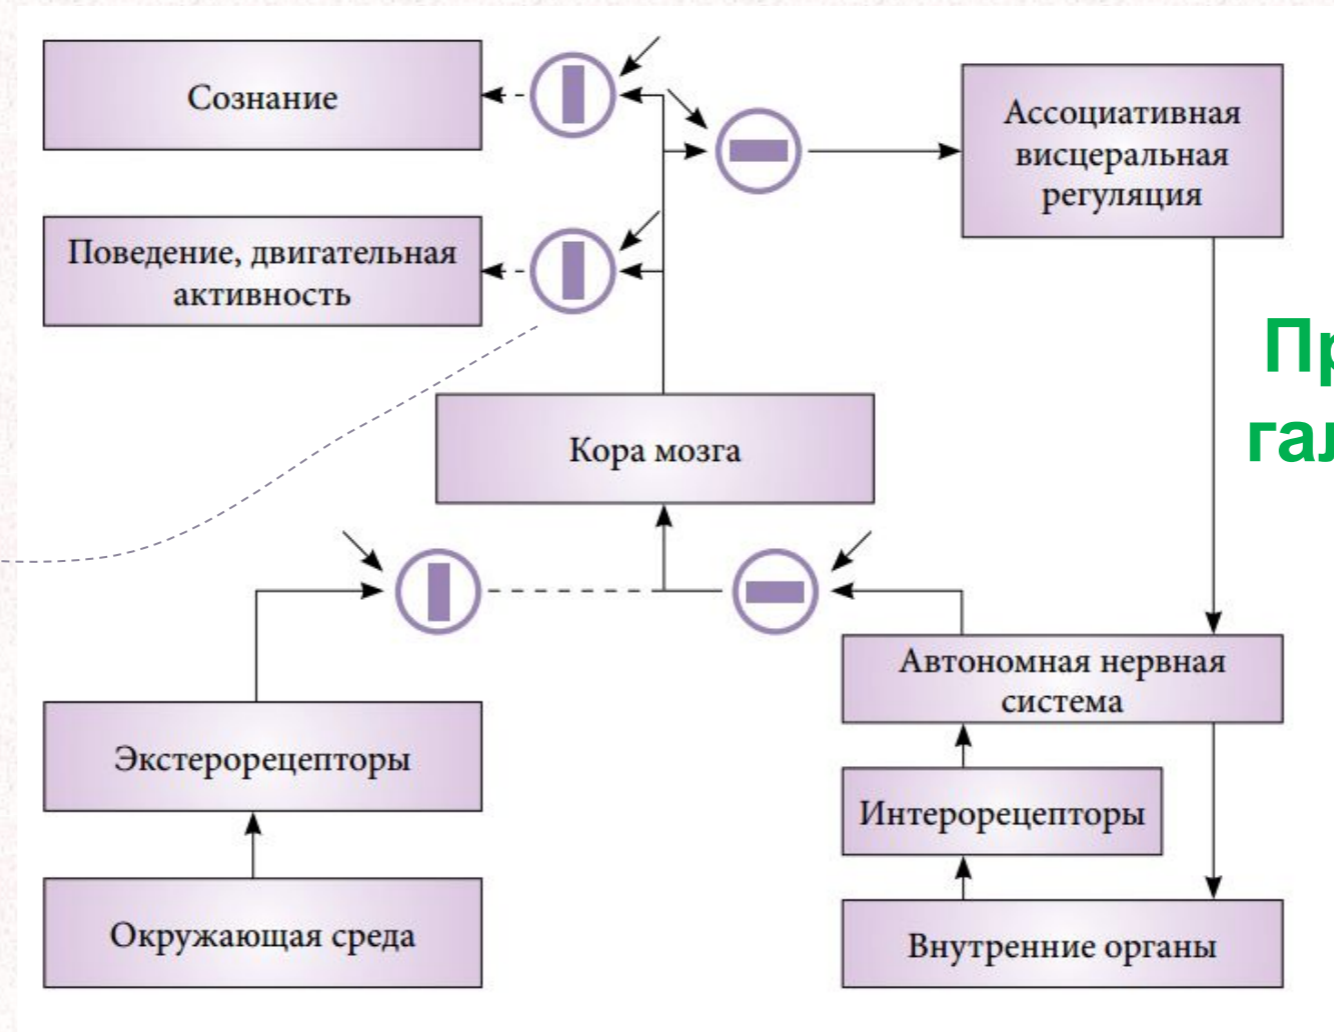 Сознание
Ассоциативная
висцеральная
регуляция
Поведение, двигательная
активность
Кора мозга
Автономная нервная
система
Экстерорецепторы
Интерорецепторы
Окружающая среда
Внутренние органы